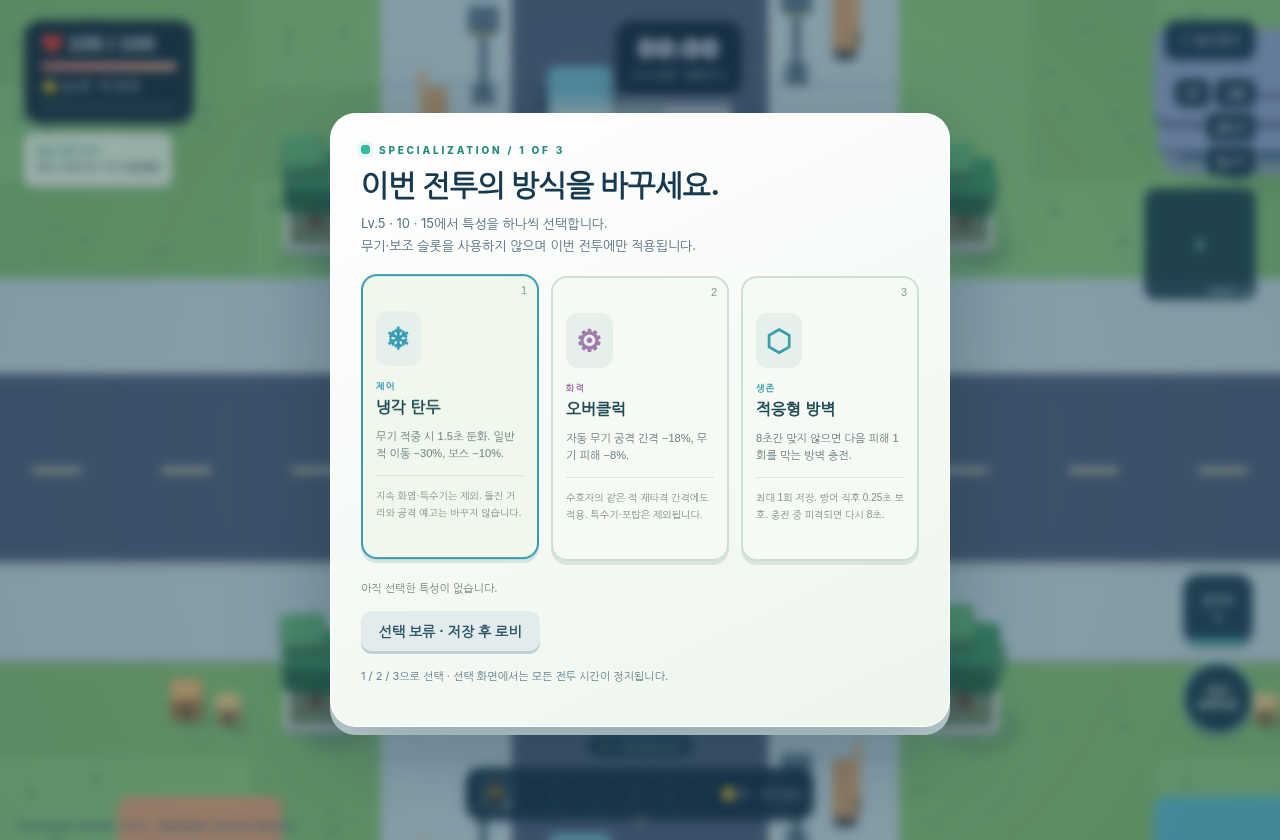 100 / 100
00:00
SPECIALIZATION / 1 OF 3
이번 전투의 방식을 바꾸세요.
Lv.5 · 10 · 15에서 특성을 하나씩 선택합니다.
무기·보조 슬롯을 사용하지 않으며 이번 전투에만 적용됩니다.
1
제어
냉각 탄두
무기 적중 시 1.5초 둔화. 일반
적 이동 −30%, 보스 −10%.
지속 화염·특수기는 제외. 돌진 거
리와 공격 예고는 바꾸지 않습니다.
2
화력
오버클럭
자동 무기 공격 간격 −18%, 무
기 피해 −8%.
수호자의 같은 적 재타격 간격에도
적용. 특수기·포탑은 제외됩니다.
3
생존
적응형 방벽
8초간 맞지 않으면 다음 피해 1
회를 막는 방벽 충전.
최대 1회 저장. 방어 직후 0.25초 보
호. 충전 중 피격되면 다시 8초.
아직 선택한 특성이 없습니다.
선택 보류 · 저장 후 로비
1 / 2 / 3으로 선택 · 선택 화면에서는 모든 전투 시간이 정지됩니다.